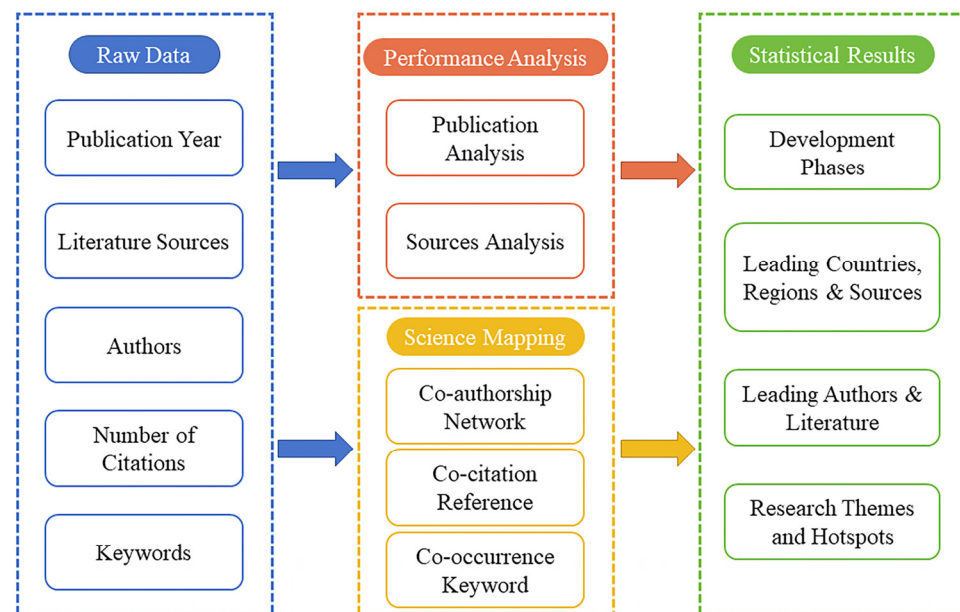 Raw Data
Publication Year
Literature Sources
Authors
Number of
Citations
Keywords
Performance Analysis
Publication
Analysis
Sources Analysis
Science Mapping
Co-authorship
Network
Co-citation
Reference
Co-occurrence
Keyword
Statistical Results
Development
Phases
Leading Countries,
Regions & Sources
Leading Authors &
Literature
Research Themes
and Hotspots